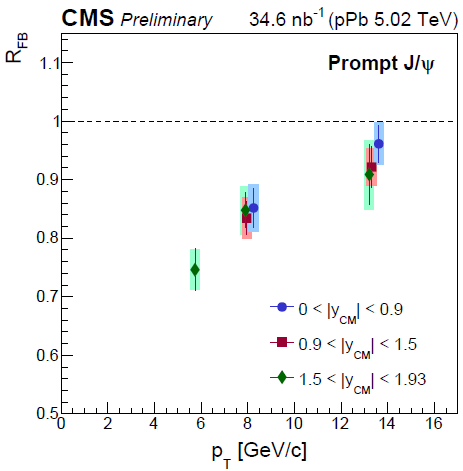 CMS Preliminary 34.6 nb⁻¹ (pPb 5.02 TeV)
R_FB
Prompt J/ψ
1.1
1
0.9
0.8
0.7
0.6
0.5
0 < |y_CM| < 0.9
0.9 < |y_CM| < 1.5
1.5 < |y_CM| < 1.93
0 2 4 6 8 10 12 14 16
p_T [GeV/c]